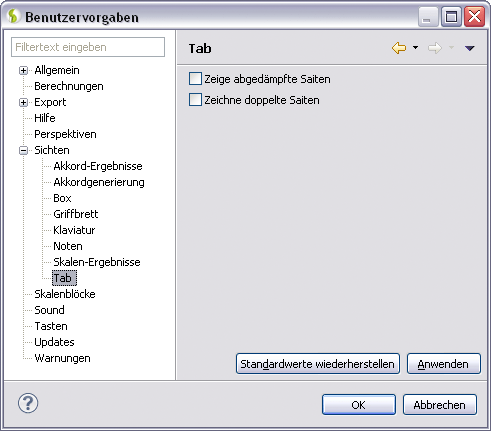 Benutzervorgaben
Filtertext eingeben
Allgemein
Berechnungen
Export
Hilfe
Perspektiven
Sichten
Akkord-Ergebnisse
Akkordgenerierung
Box
Griffbrett
Klaviatur
Noten
Skalen-Ergebnisse
Tab
Skalenblöcke
Sound
Tasten
Updates
Warnungen
Tab
Zeige abgedämpfte Saiten
Zeichne doppelte Saiten
Standardwerte wiederherstellen
Anwenden
?
OK
Abbrechen